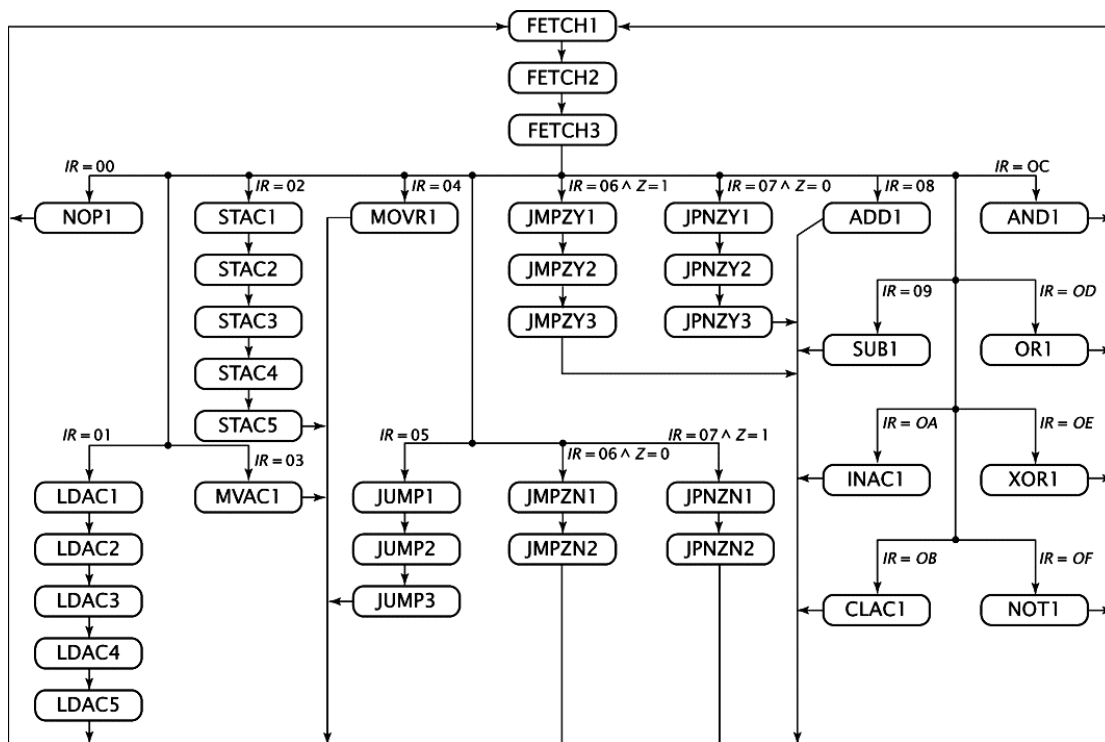 FETCH1
FETCH2
FETCH3
IR = 00
IR = 02
IR = 04
IR = 06 ∧ Z = 1
IR = 07 ∧ Z = 0
IR = 08
IR = OC
NOP1
STAC1
MOVR1
JMPZY1
JPNZY1
ADD1
AND1
STAC2
JMPZY2
JPNZY2
IR = 09
IR = OD
STAC3
JMPZY3
JPNZY3
SUB1
OR1
STAC4
STAC5
IR = 01
IR = 03
IR = 05
IR = 06 ∧ Z = 0
IR = 07 ∧ Z = 1
IR = OA
IR = OE
LDAC1
MVAC1
JUMP1
JMPZN1
JPNZN1
INAC1
XOR1
LDAC2
JUMP2
JMPZN2
JPNZN2
IR = OB
IR = OF
LDAC3
JUMP3
CLAC1
NOT1
LDAC4
LDAC5